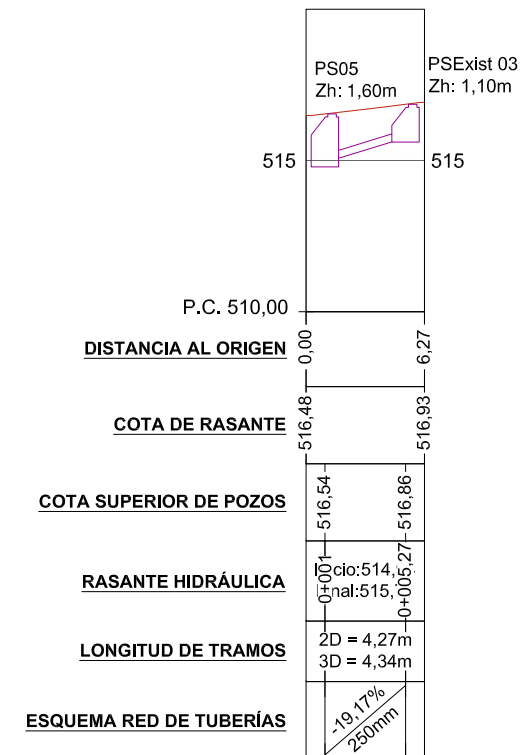 PS05
Zh: 1,60m
PSExist 03
Zh: 1,10m
515
515
P.C. 510,00
DISTANCIA AL ORIGEN
0,00
6,27
COTA DE RASANTE
516,48
516,93
COTA SUPERIOR DE POZOS
516,54
516,86
RASANTE HIDRÁULICA
0+001
0+005,27
LONGITUD DE TRAMOS
2D = 4,27m
3D = 4,34m
ESQUEMA RED DE TUBERÍAS
-19,17%
250mm